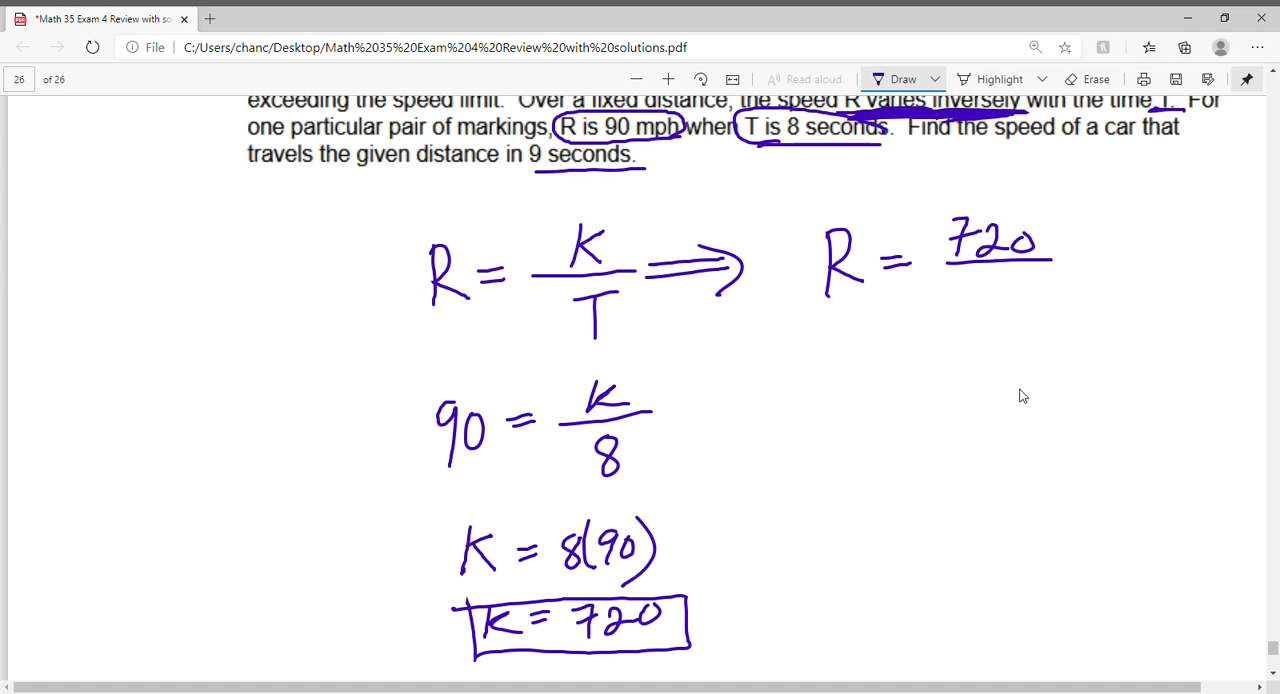 *Math 35 Exam 4 Review with so
File C:/Users/chanc/Desktop/Math%2035%20Exam%204%20Review%20with%20solutions.pdf
26 of 26 Read aloud Draw Highlight Erase
exceeding the speed limit. Over a fixed distance, the speed R varies inversely with the time T. For
one particular pair of markings, R is 90 mph when T is 8 seconds. Find the speed of a car that
travels the given distance in 9 seconds.
R = K/T ⟹ R = 720
90 = K/8
K = 8(90)
K = 720